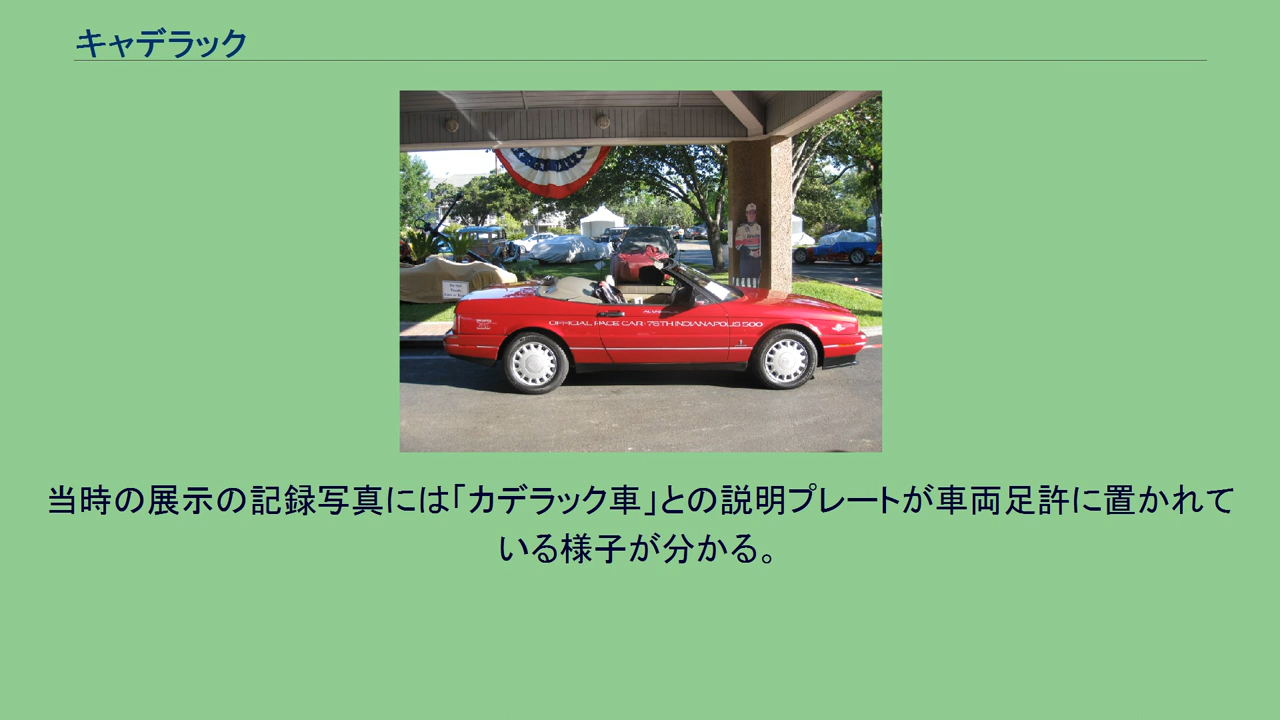 キャデラック
OFFICIAL PACE CAR · 76TH INDIANAPOLIS 500
当時の展示の記録写真には「カデラック車」との説明プレートが車両足許に置かれて
いる様子が分かる。